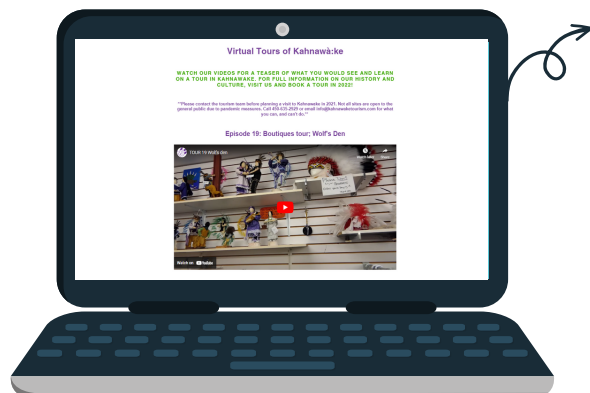 Virtual Tours of Kahnawà:ke
WATCH OUR VIDEOS FOR A TEASER OF WHAT YOU WOULD SEE AND LEARN
ON A TOUR IN KAHNAWAKE. FOR FULL INFORMATION ON OUR HISTORY AND
CULTURE, VISIT US AND BOOK A TOUR IN 2022!
**Please contact the tourism team before planning a visit to Kahnawake in 2021. Not all sites are open to the
general public due to pandemic measures. Call 450-635-2929 or email info@kahnawaketourism.com for what
you can, and can't do.**
Episode 19: Boutiques tour; Wolf's Den
TOUR 19 Wolf's den
Watch on YouTube